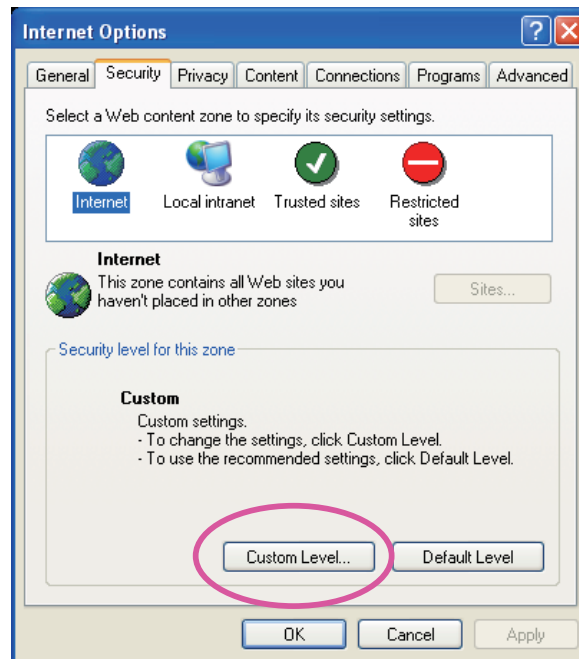 Internet Options
General Security Privacy Content Connections Programs Advanced
Select a Web content zone to specify its security settings.
Internet Local intranet Trusted sites Restricted sites
Internet
This zone contains all Web sites you
haven't placed in other zones
Sites...
Security level for this zone
Custom
Custom settings.
- To change the settings, click Custom Level.
- To use the recommended settings, click Default Level.
Custom Level... Default Level
OK Cancel Apply